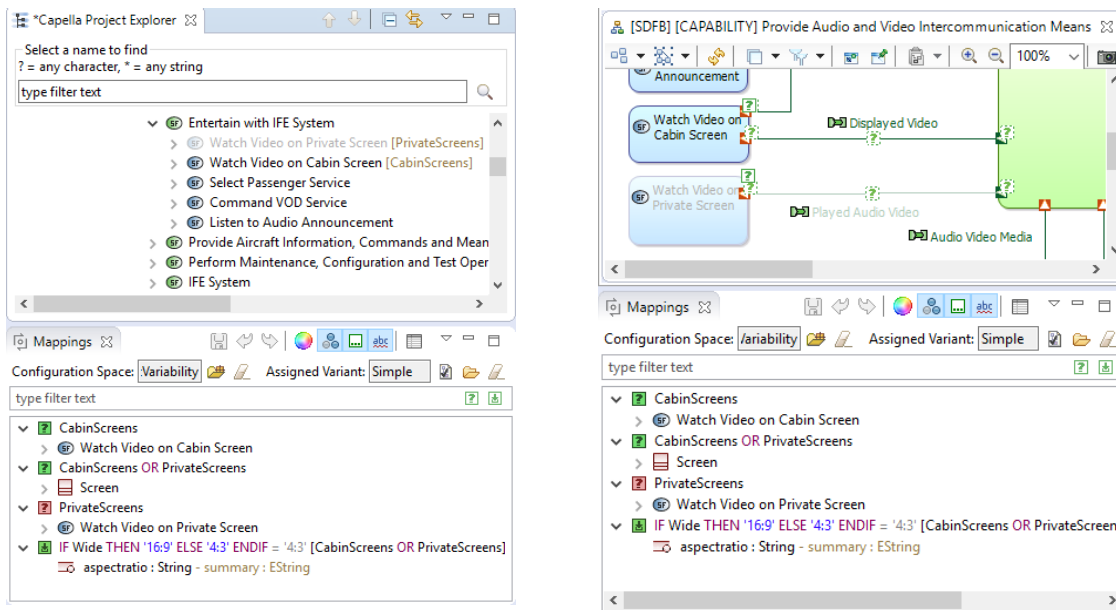 *Capella Project Explorer
Select a name to find
? = any character, * = any string
type filter text
Entertain with IFE System
Watch Video on Private Screen [PrivateScreens]
Watch Video on Cabin Screen [CabinScreens]
Select Passenger Service
Command VOD Service
Listen to Audio Announcement
Provide Aircraft Information, Commands and Mean
Perform Maintenance, Configuration and Test Oper
IFE System
Mappings
abc
Configuration Space: Variability Assigned Variant: Simple
type filter text
CabinScreens
Watch Video on Cabin Screen
CabinScreens OR PrivateScreens
Screen
PrivateScreens
Watch Video on Private Screen
IF Wide THEN '16:9' ELSE '4:3' ENDIF = '4:3' [CabinScreens OR PrivateScreens]
aspectratio : String - summary : EString
[SDFB] [CAPABILITY] Provide Audio and Video Intercommunication Means
100%
Announcement
Watch Video on
Cabin Screen
Displayed Video
Watch Video on
Private Screen
Played Audio Video
Audio Video Media
Mappings
abc
Configuration Space: /ariability Assigned Variant: Simple
type filter text
CabinScreens
Watch Video on Cabin Screen
CabinScreens OR PrivateScreens
Screen
PrivateScreens
Watch Video on Private Screen
IF Wide THEN '16:9' ELSE '4:3' ENDIF = '4:3' [CabinScreens OR PrivateScreen
aspectratio : String - summary : EString